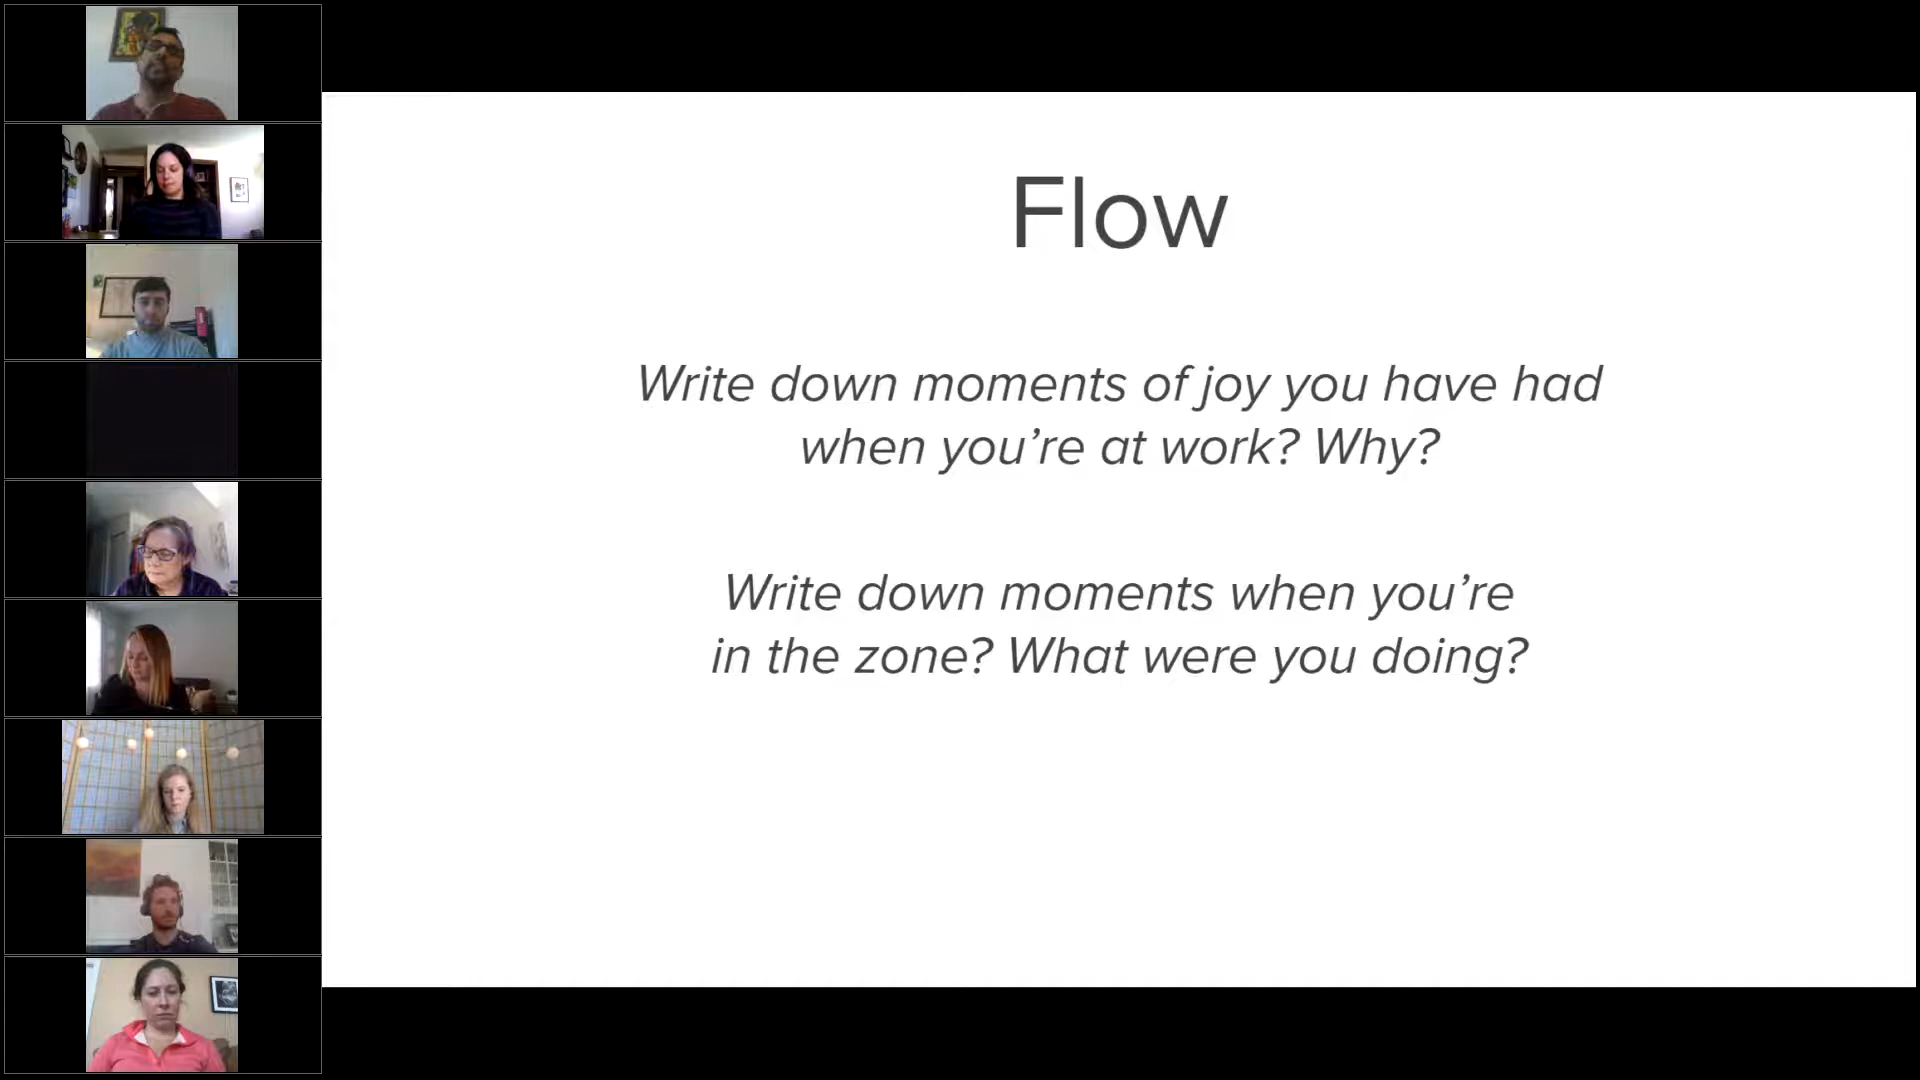 Flow
Write down moments of joy you have had
when you’re at work? Why?
Write down moments when you’re
in the zone? What were you doing?